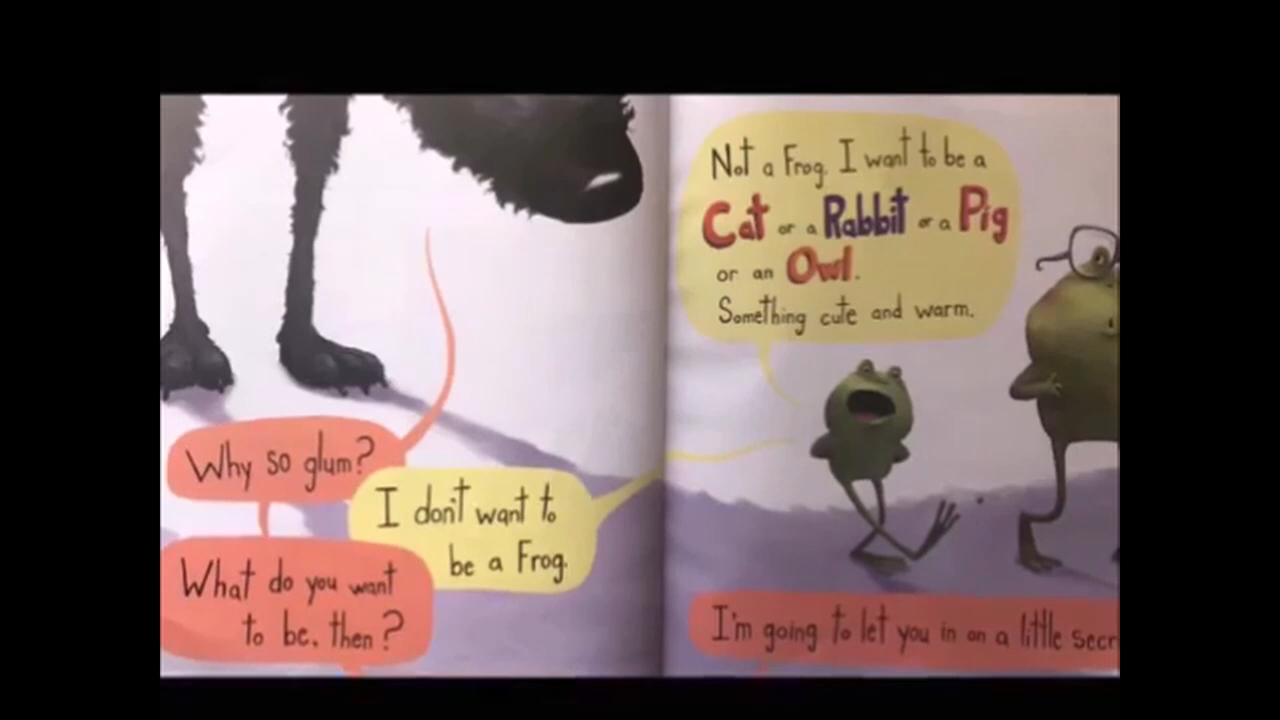 Why so glum?
I don't want to
be a Frog.
What do you want
to be, then?
Not a Frog. I want to be a
Cat or a Rabbit or a Pig
or an Owl.
Something cute and warm.
I'm going to let you in on a little secr